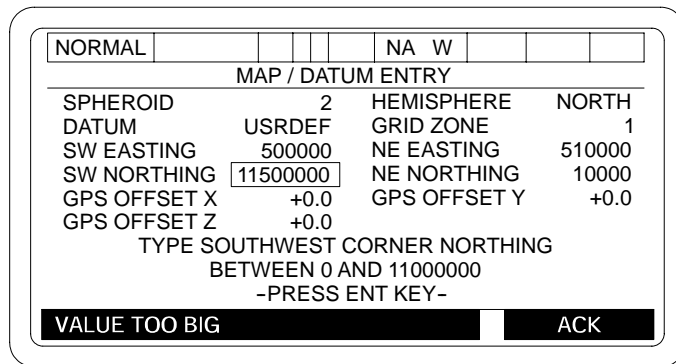 NORMAL NA W
MAP / DATUM ENTRY
SPHEROID 2 HEMISPHERE NORTH
DATUM USRDEF GRID ZONE 1
SW EASTING 500000 NE EASTING 510000
SW NORTHING 11500000 NE NORTHING 10000
GPS OFFSET X +0.0 GPS OFFSET Y +0.0
GPS OFFSET Z +0.0
TYPE SOUTHWEST CORNER NORTHING
BETWEEN 0 AND 11000000
-PRESS ENT KEY-
VALUE TOO BIG ACK